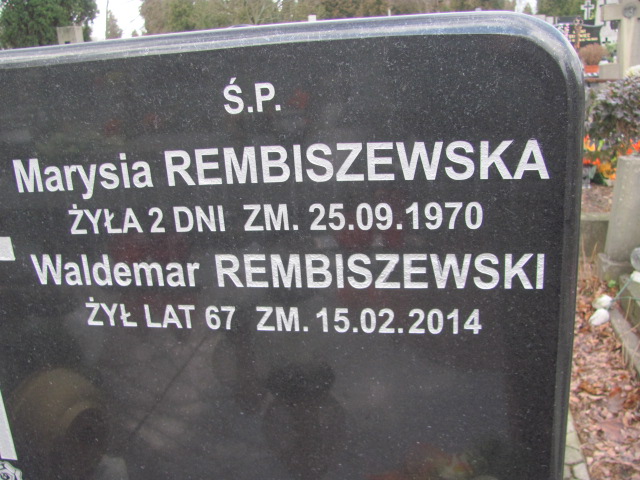 Ś.P.
Marysia REMBISZEWSKA
ŻYŁA 2 DNI ZM. 25.09.1970
Waldemar REMBISZEWSKI
ŻYŁ LAT 67 ZM. 15.02.2014